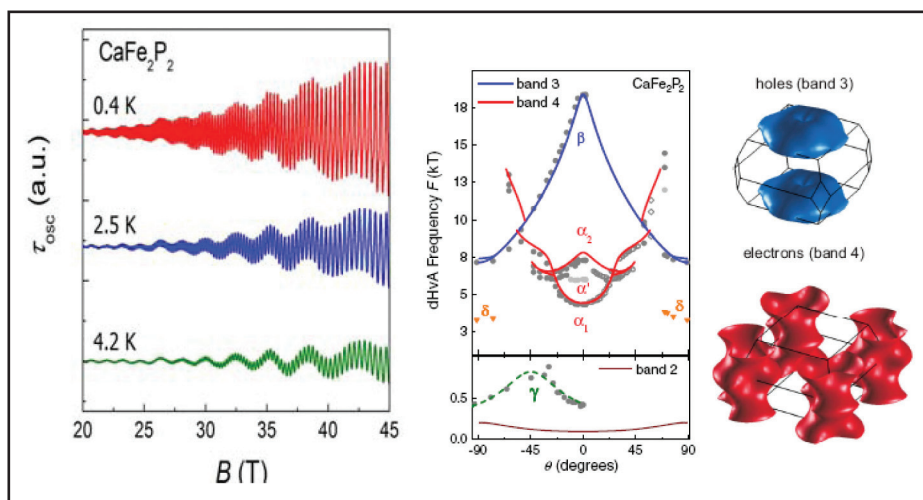 CaFe₂P₂
0.4 K
2.5 K
4.2 K
τosc (a.u.)
20 25 30 35 40 45
B (T)
band 3
band 4
CaFe₂P₂
18
15
13
10
8
5
3
0.5
0.0
dHvA Frequency F (kT)
β
α₂
α'
α₁
δ
δ
γ
band 2
-90 -45 0 45 90
θ (degrees)
holes (band 3)
electrons (band 4)